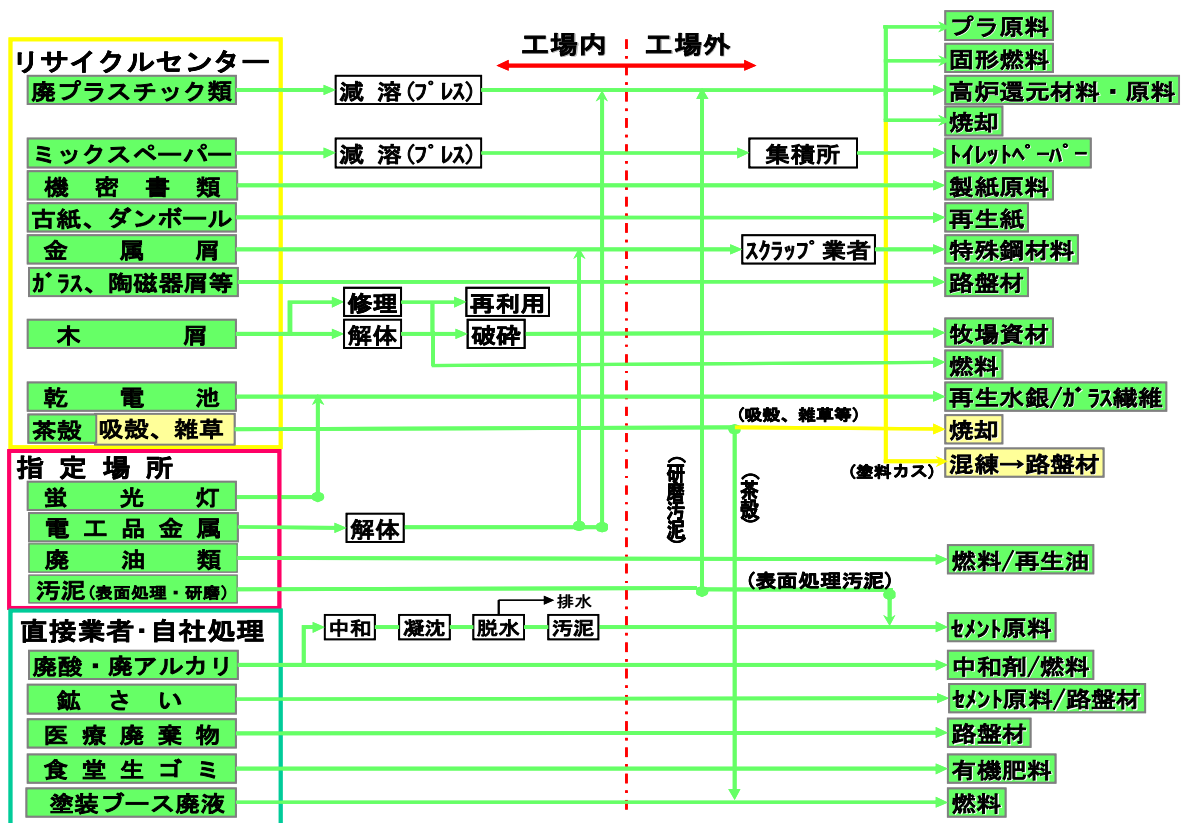 工場内 工場外
リサイクルセンター
プラ原料
固形燃料
廃プラスチック類 減 溶(ﾌﾟﾚｽ) 高炉還元材料・原料
焼却
ミックスペーパー 減 溶(ﾌﾟﾚｽ) 集積所 ﾄｲﾚｯﾄﾍﾟｰﾊﾟｰ
機密書類 製紙原料
古紙、ダンボール 再生紙
金属屑 ｽｸﾗｯﾌﾟ業者 特殊鋼材料
ｶﾞﾗｽ、陶磁器屑等 路盤材
修理 再利用
木屑 解体 破砕 牧場資材
燃料
乾電池 再生水銀/ｶﾞﾗｽ繊維
茶殻 吸殻、雑草 (吸殻、雑草等) 焼却
(塗料カス) 混練→路盤材
(研磨汚泥)
(茶殻)
指定場所
蛍光灯
電工品金属 解体
廃油類 燃料/再生油
汚泥(表面処理・研磨) (表面処理汚泥)
直接業者・自社処理
排水
中和 凝沈 脱水 汚泥 ｾﾒﾝﾄ原料
廃酸・廃アルカリ 中和剤/燃料
鉱さい ｾﾒﾝﾄ原料/路盤材
医療廃棄物 路盤材
食堂生ゴミ 有機肥料
塗装ブース廃液 燃料